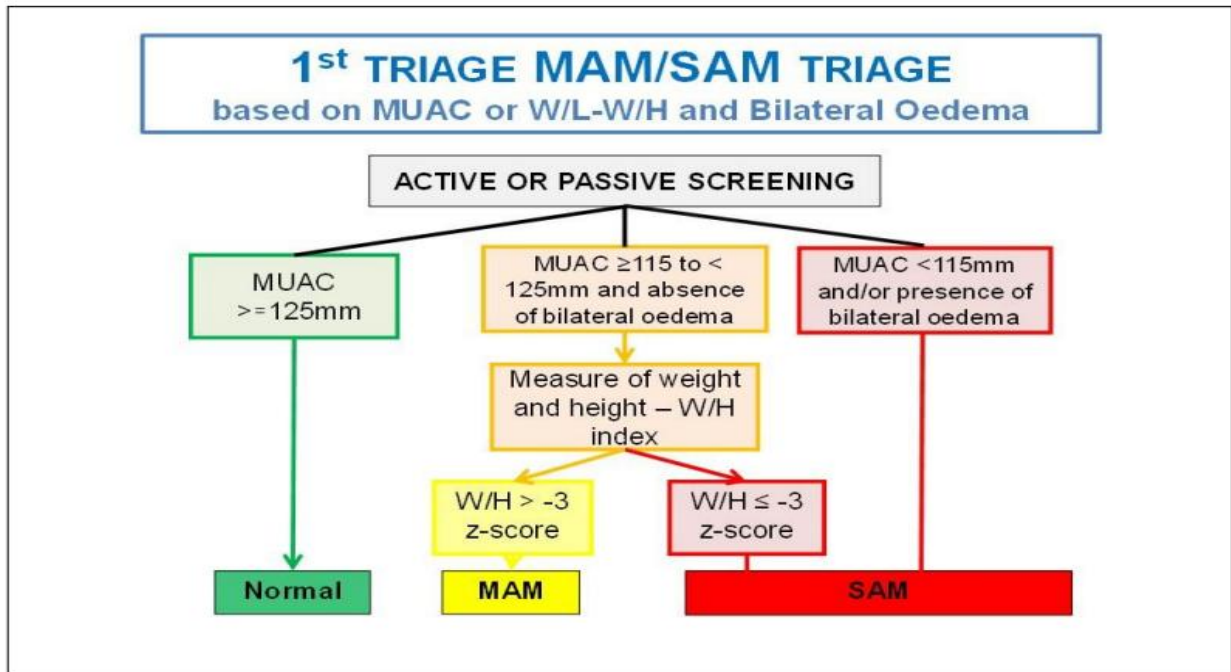 1st TRIAGE MAM/SAM TRIAGE
based on MUAC or W/L-W/H and Bilateral Oedema
ACTIVE OR PASSIVE SCREENING
MUAC
>=125mm
MUAC ≥115 to <
125mm and absence
of bilateral oedema
MUAC <115mm
and/or presence of
bilateral oedema
Measure of weight
and height – W/H
index
W/H > -3
z-score
W/H ≤ -3
z-score
Normal
MAM
SAM